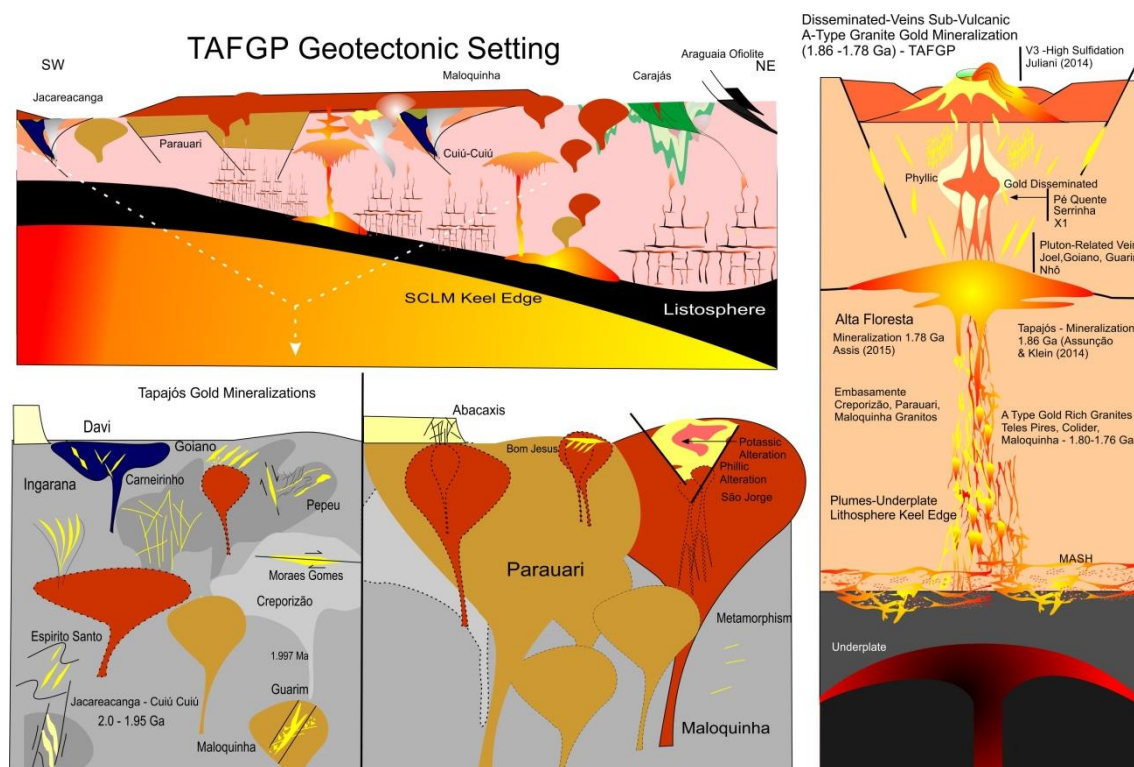 TAFGP Geotectonic Setting
SW
NE
Jacareacanga
Maloquinha
Carajás
Araguaia Ofiolite
Parauari
Cuiú-Cuiú
SCLM Keel Edge
Listosphere
Tapajós Gold Mineralizations
Davi
Goiano
Ingarana
Carneirinho
Pepeu
Moraes Gomes
Creporizão
Espirito Santo
1.997 Ma
Jacareacanga - Cuiú Cuiú
2.0 - 1.95 Ga
Guarim
Maloquinha
Abacaxis
Bom Jesus
Potassic
Alteration
Phillic
Alteration
São Jorge
Parauari
Metamorphism
Maloquinha
Disseminated-Veins Sub-Vulcanic
A-Type Granite Gold Mineralization
(1.86 -1.78 Ga) - TAFGP
V3 -High Sulfidation
Juliani (2014)
Phyllic
Gold Disseminated
Pé Quente
Serrinha
X1
Pluton-Related Vein
Joel,Goiano, Guarim
Nhô
Alta Floresta
Mineralization 1.78 Ga
Assis (2015)
Tapajós - Mineralization
1.86 Ga (Assunção
& Klein (2014)
Embasamente
Creporizão, Parauari,
Maloquinha Granitos
A Type Gold Rich Granites
Teles Pires, Colider,
Maloquinha - 1.80-1.76 Ga
Plumes-Underplate
Lithosphere Keel Edge
MASH
Underplate